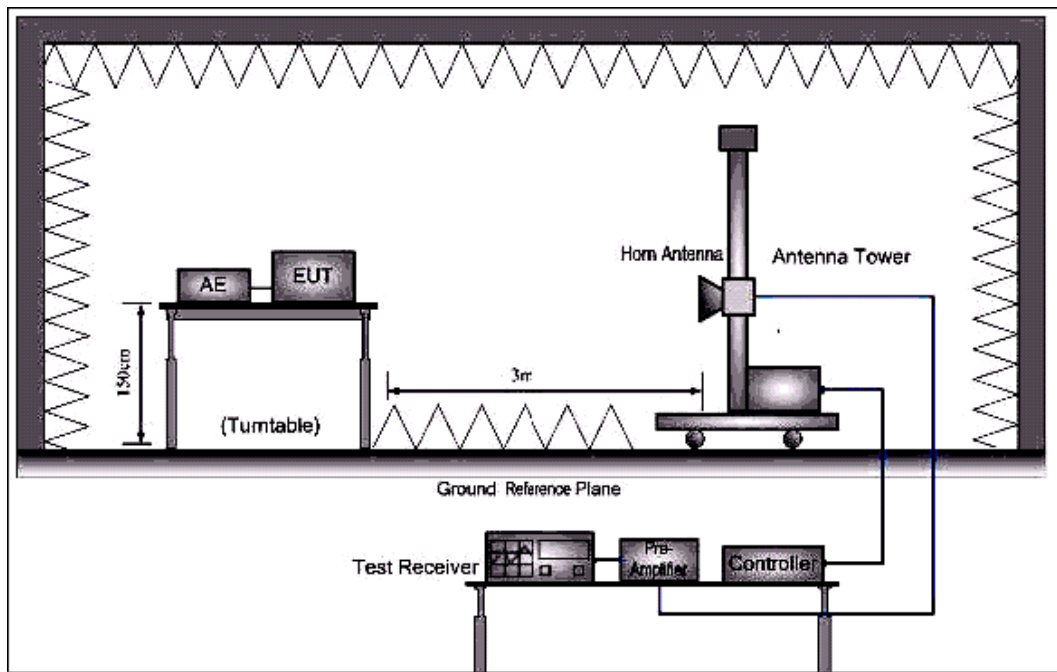 Horn Antenna
Antenna Tower
AE
EUT
150cm
3m
(Turntable)
Ground Reference Plane
Test Receiver
Pre-
Amplifier
Controller